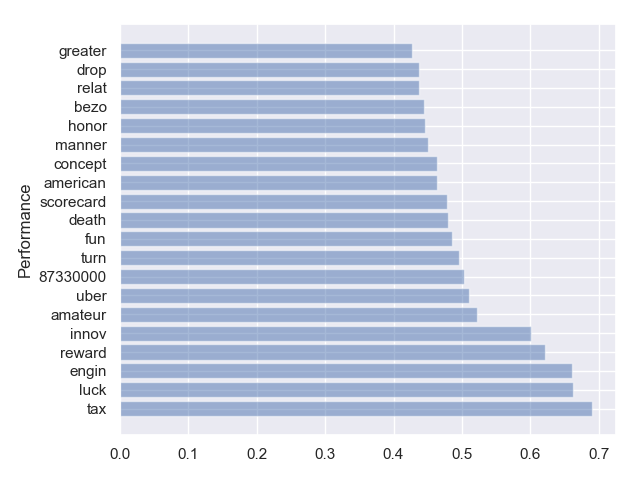 greater
drop
relat
bezo
honor
manner
concept
american
scorecard
death
fun
turn
87330000
uber
amateur
innov
reward
engin
luck
tax
Performance
0.0 0.1 0.2 0.3 0.4 0.5 0.6 0.7